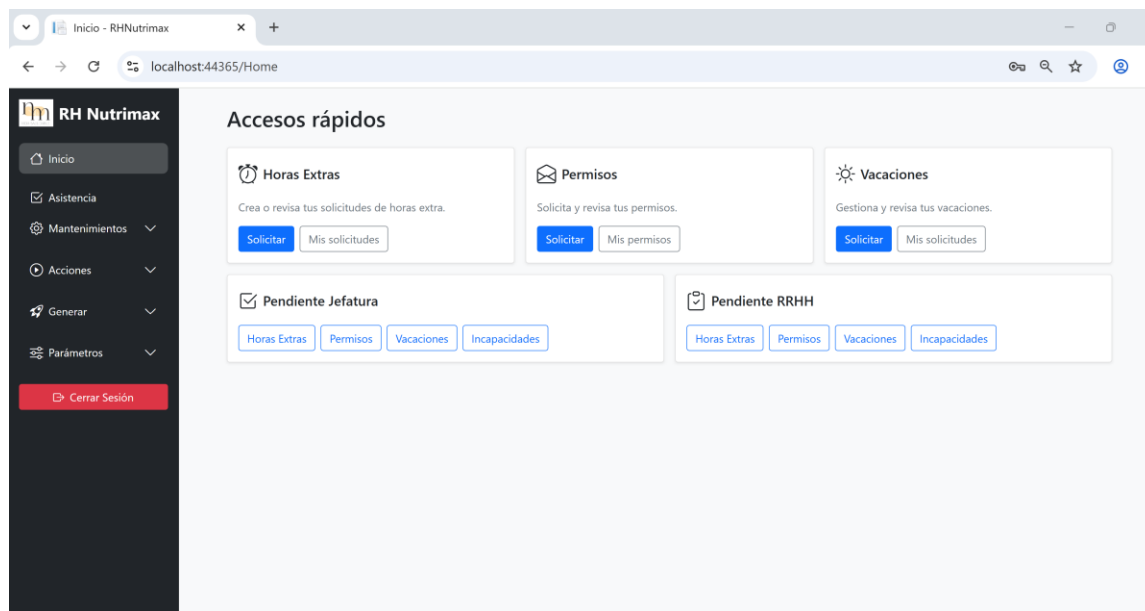 Inicio - RHNutrimax
localhost:44365/Home
nm RH Nutrimax
Inicio
Asistencia
Mantenimientos
Acciones
Generar
Parámetros
Cerrar Sesión
Accesos rápidos
Horas Extras
Crea o revisa tus solicitudes de horas extra.
Solicitar Mis solicitudes
Permisos
Solicita y revisa tus permisos.
Solicitar Mis permisos
Vacaciones
Gestiona y revisa tus vacaciones.
Solicitar Mis solicitudes
Pendiente Jefatura
Horas Extras Permisos Vacaciones Incapacidades
Pendiente RRHH
Horas Extras Permisos Vacaciones Incapacidades